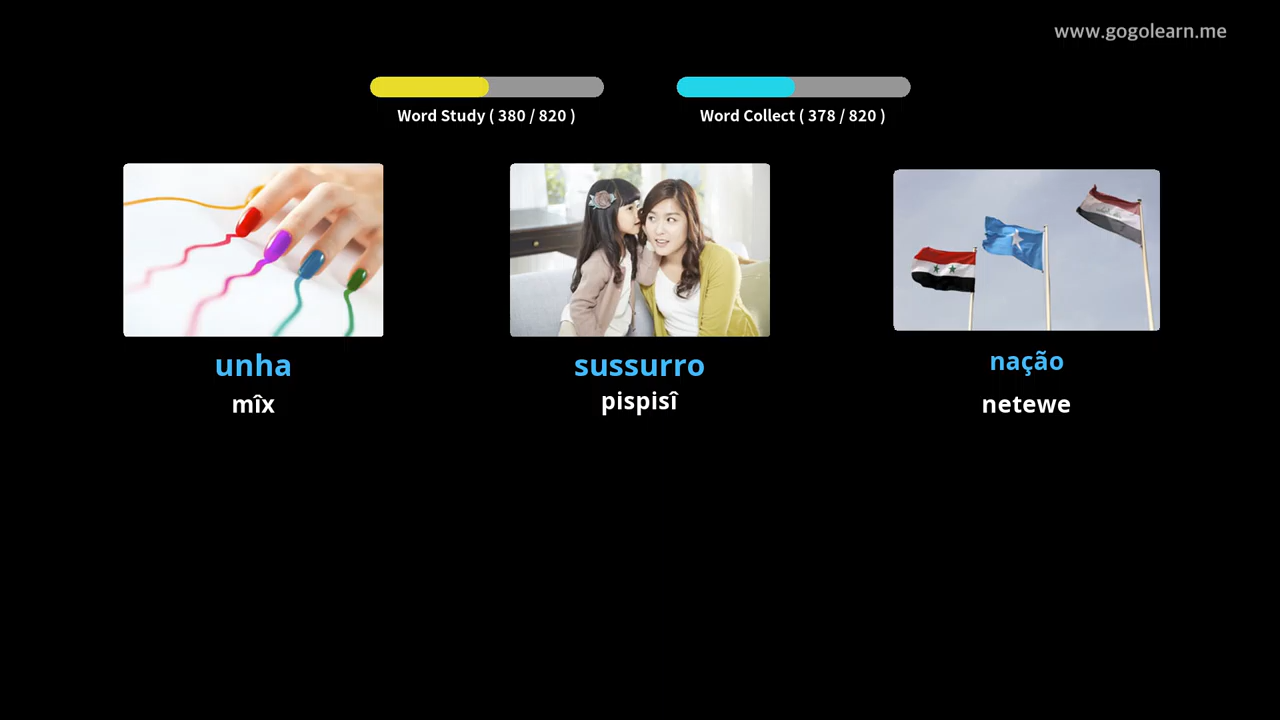 www.gogolearn.me
Word Study ( 380 / 820 )
Word Collect ( 378 / 820 )
unha
mîx
sussurro
pispisî
nação
netewe